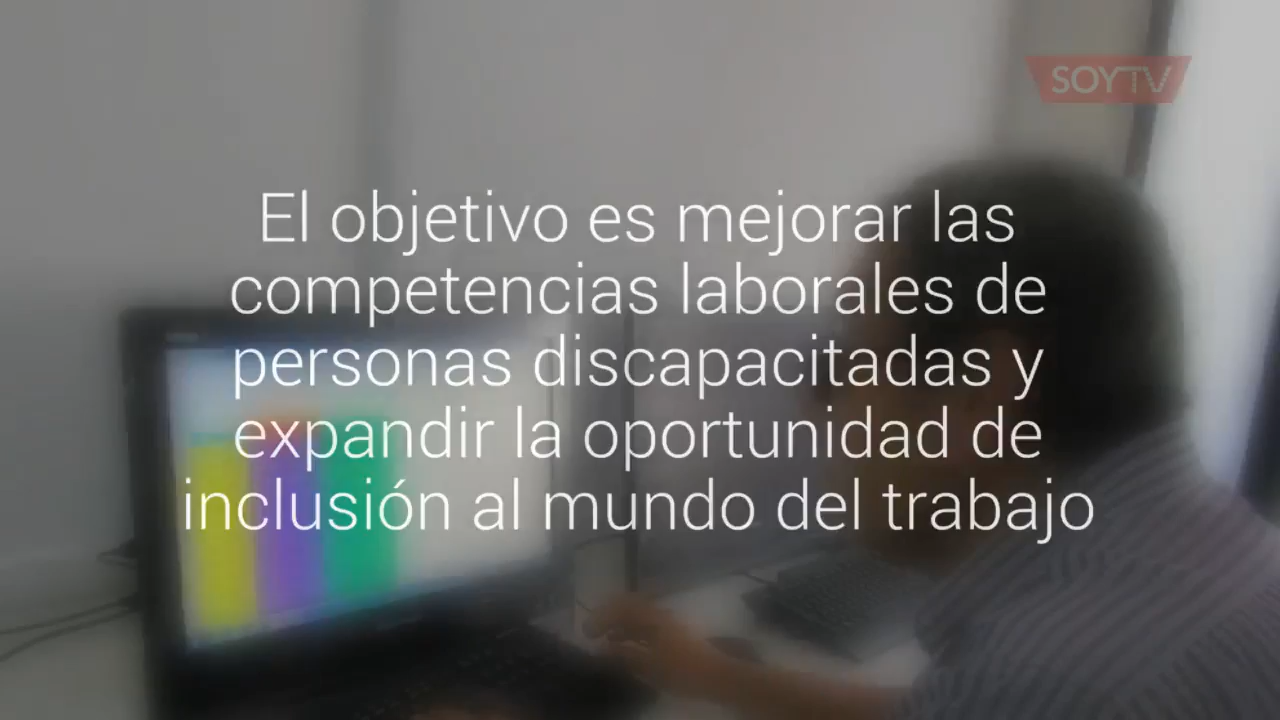 SOYTV
El objetivo es mejorar las
competencias laborales de
personas discapacitadas y
expandir la oportunidad de
inclusión al mundo del trabajo